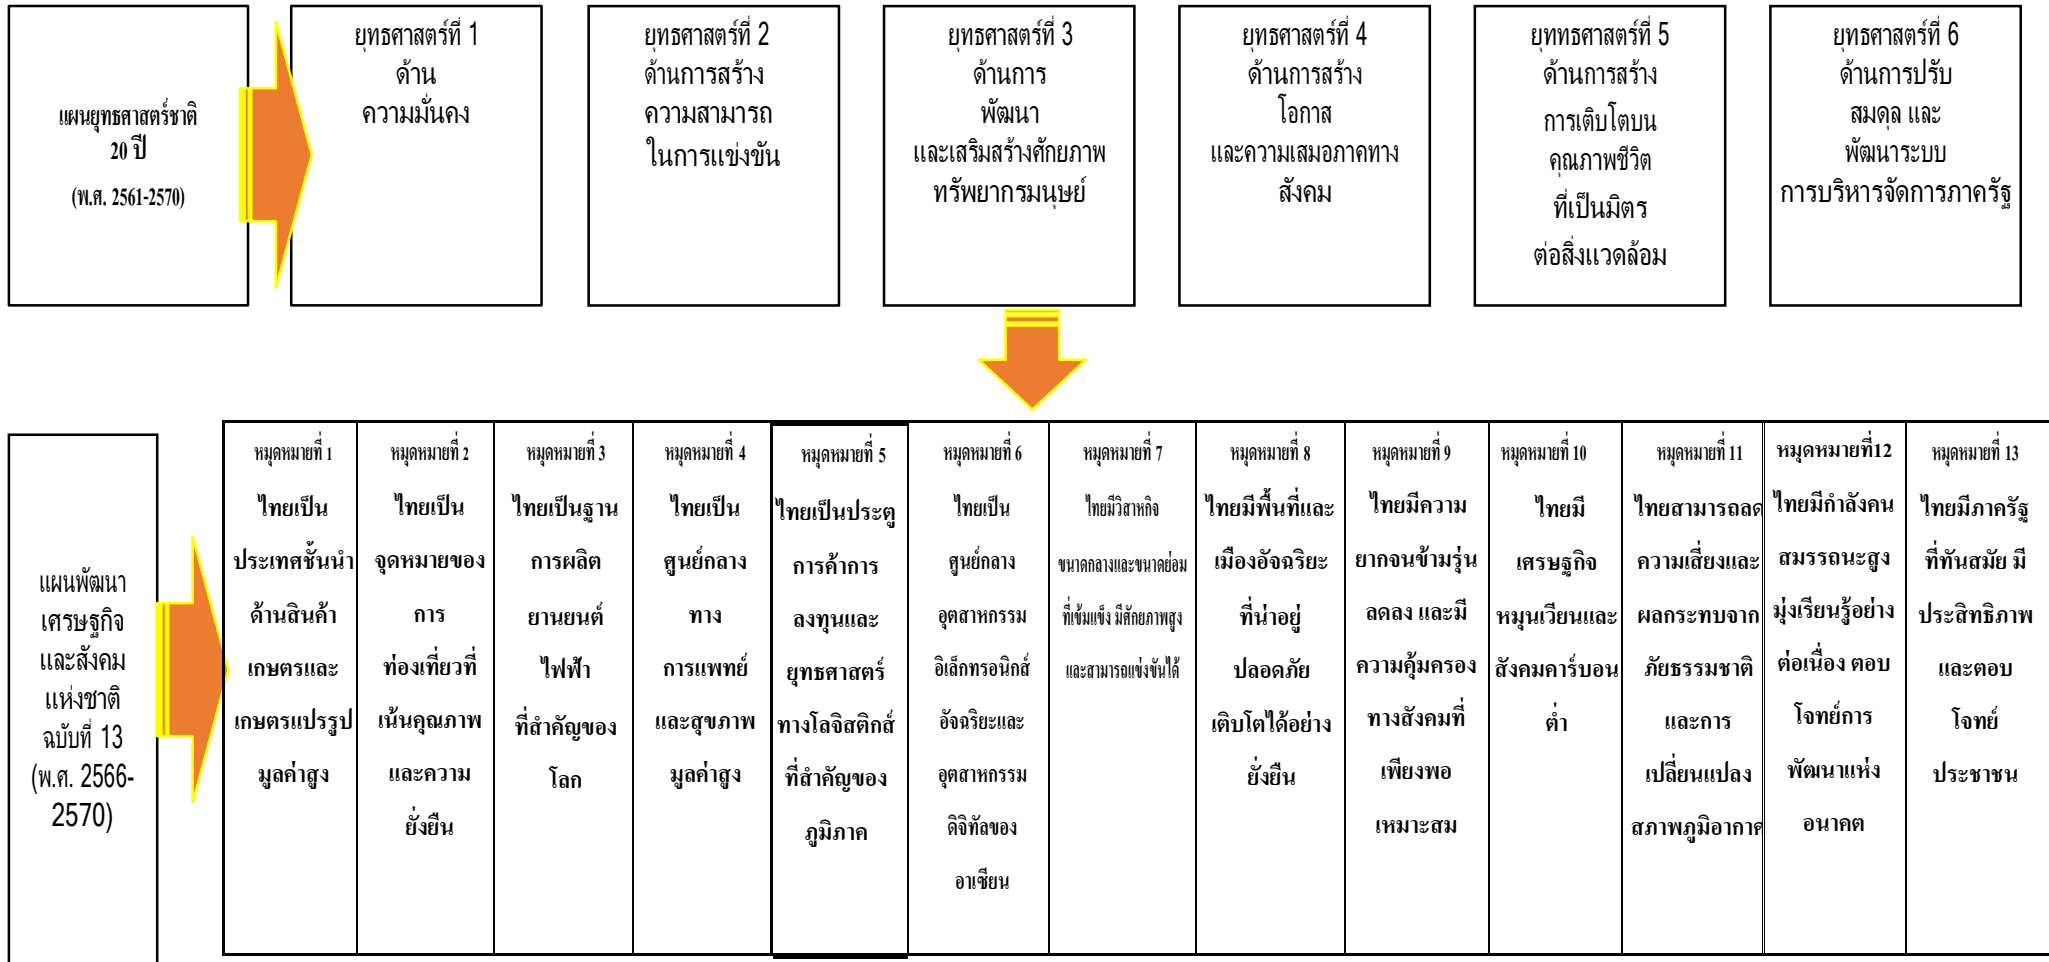 แผนยุทธศาสตร์ชาติ
20 ปี
(พ.ศ. 2561-2570)
ยุทธศาสตร์ที่ 1
ด้าน
ความมั่นคง
ยุทธศาสตร์ที่ 2
ด้านการสร้าง
ความสามารถ
ในการแข่งขัน
ยุทธศาสตร์ที่ 3
ด้านการ
พัฒนา
และเสริมสร้างศักยภาพ
ทรัพยากรมนุษย์
ยุทธศาสตร์ที่ 4
ด้านการสร้าง
โอกาส
และความเสมอภาคทาง
สังคม
ยุททธศาสตร์ที่ 5
ด้านการสร้าง
การเติบโตบน
คุณภาพชีวิต
ที่เป็นมิตร
ต่อสิ่งแวดล้อม
ยุทธศาสตร์ที่ 6
ด้านการปรับ
สมดุล และ
พัฒนาระบบ
การบริหารจัดการภาครัฐ
แผนพัฒนา
เศรษฐกิจ
และสังคม
แห่งชาติ
ฉบับที่ 13
(พ.ศ. 2566-
2570)
หมุดหมายที่ 1
ไทยเป็น
ประเทศชั้นนำ
ด้านสินค้า
เกษตรและ
เกษตรแปรรูป
มูลค่าสูง
หมุดหมายที่ 2
ไทยเป็น
จุดหมายของ
การ
ท่องเที่ยวที่
เน้นคุณภาพ
และความ
ยั่งยืน
หมุดหมายที่ 3
ไทยเป็นฐาน
การผลิต
ยานยนต์
ไฟฟ้า
ที่สำคัญของ
โลก
หมุดหมายที่ 4
ไทยเป็น
ศูนย์กลาง
ทาง
การแพทย์
และสุขภาพ
มูลค่าสูง
หมุดหมายที่ 5
ไทยเป็นประตู
การค้าการ
ลงทุนและ
ยุทธศาสตร์
ทางโลจิสติกส์
ที่สำคัญของ
ภูมิภาค
หมุดหมายที่ 6
ไทยเป็น
ศูนย์กลาง
อุตสาหกรรม
อิเล็กทรอนิกส์
อัจฉริยะและ
อุตสาหกรรม
ดิจิทัลของ
อาเซียน
หมุดหมายที่ 7
ไทยมีวิสาหกิจ
ขนาดกลางและขนาดย่อม
ที่เข้มแข็ง มีศักยภาพสูง
และสามารถแข่งขันได้
หมุดหมายที่ 8
ไทยมีพื้นที่และ
เมืองอัจฉริยะ
ที่น่าอยู่
ปลอดภัย
เติบโตได้อย่าง
ยั่งยืน
หมุดหมายที่ 9
ไทยมีความ
ยากจนข้ามรุ่น
ลดลง และมี
ความคุ้มครอง
ทางสังคมที่
เพียงพอ
เหมาะสม
หมุดหมายที่ 10
ไทยมี
เศรษฐกิจ
หมุนเวียนและ
สังคมคาร์บอน
ต่ำ
หมุดหมายที่ 11
ไทยสามารถลด
ความเสี่ยงและ
ผลกระทบจาก
ภัยธรรมชาติ
และการ
เปลี่ยนแปลง
สภาพภูมิอากาศ
หมุดหมายที่12
ไทยมีกำลังคน
สมรรถนะสูง
มุ่งเรียนรู้อย่าง
ต่อเนื่อง ตอบ
โจทย์การ
พัฒนาแห่ง
อนาคต
หมุดหมายที่ 13
ไทยมีภาครัฐ
ที่ทันสมัย มี
ประสิทธิภาพ
และตอบ
โจทย์
ประชาชน